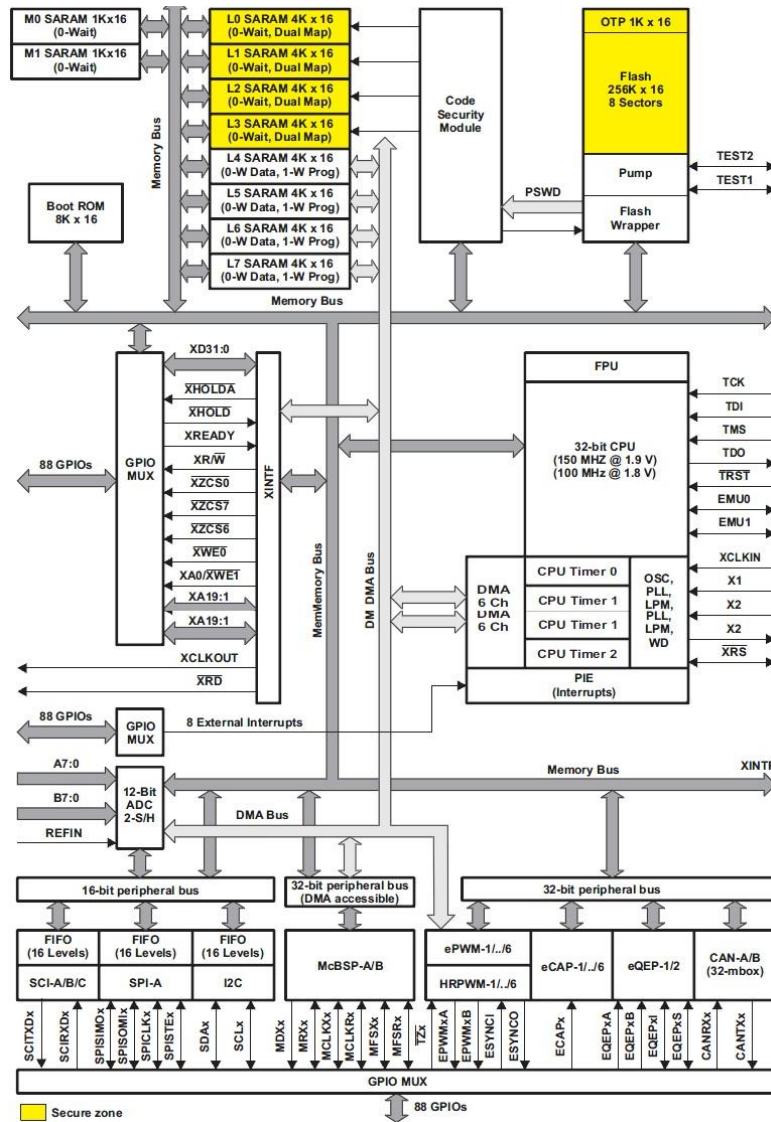 M0 SARAM 1Kx16
(0-Wait)
M1 SARAM 1Kx16
(0-Wait)
Memory Bus
L0 SARAM 4K x 16
(0-Wait, Dual Map)
L1 SARAM 4K x 16
(0-Wait, Dual Map)
L2 SARAM 4K x 16
(0-Wait, Dual Map)
L3 SARAM 4K x 16
(0-Wait, Dual Map)
L4 SARAM 4K x 16
(0-W Data, 1-W Prog)
L5 SARAM 4K x 16
(0-W Data, 1-W Prog)
L6 SARAM 4K x 16
(0-W Data, 1-W Prog)
L7 SARAM 4K x 16
(0-W Data, 1-W Prog)
Code
Security
Module
OTP 1K x 16
Flash
256K x 16
8 Sectors
Pump
Flash
Wrapper
PSWD
TEST2
TEST1
Boot ROM
8K x 16
Memory Bus
88 GPIOs
GPIO
MUX
XD31:0
XHOLDA
XHOLD
XREADY
XR/W
XZCS0
XZCS7
XZCS6
XWE0
XA0/XWE1
XA19:1
XA19:1
XCLKOUT
XRD
XINTF
MemMemory Bus
DM DMA Bus
FPU
32-bit CPU
(150 MHZ @ 1.9 V)
(100 MHz @ 1.8 V)
TCK
TDI
TMS
TDO
TRST
EMU0
EMU1
XCLKIN
X1
X2
X2
XRS
DMA
6 Ch
DMA
6 Ch
CPU Timer 0
CPU Timer 1
CPU Timer 1
CPU Timer 2
OSC,
PLL,
LPM,
PLL,
LPM,
WD
PIE
(Interrupts)
88 GPIOs
GPIO
MUX
8 External Interrupts
A7:0
B7:0
REFIN
12-Bit
ADC
2-S/H
DMA Bus
Memory Bus
XINTF
16-bit peripheral bus
32-bit peripheral bus
(DMA accessible)
32-bit peripheral bus
FIFO
(16 Levels)
SCI-A/B/C
FIFO
(16 Levels)
SPI-A
FIFO
(16 Levels)
I2C
McBSP-A/B
ePWM-1/../6
HRPWM-1/../6
eCAP-1/../6
eQEP-1/2
CAN-A/B
(32-mbox)
SCITXDx
SCIRXDx
SPISIMOx
SPISOMIx
SPICLKx
SPISTEx
SDAx
SCLx
MDXx
MRXx
MCLKXx
MCLKRx
MFSXx
MFSRx
TZx
EPWMxA
EPWMxB
ESYNCI
ESYNCO
ECAPx
EQEPxA
EQEPxB
EQEPxI
EQEPxS
CANRXx
CANTXx
GPIO MUX
Secure zone
88 GPIOs